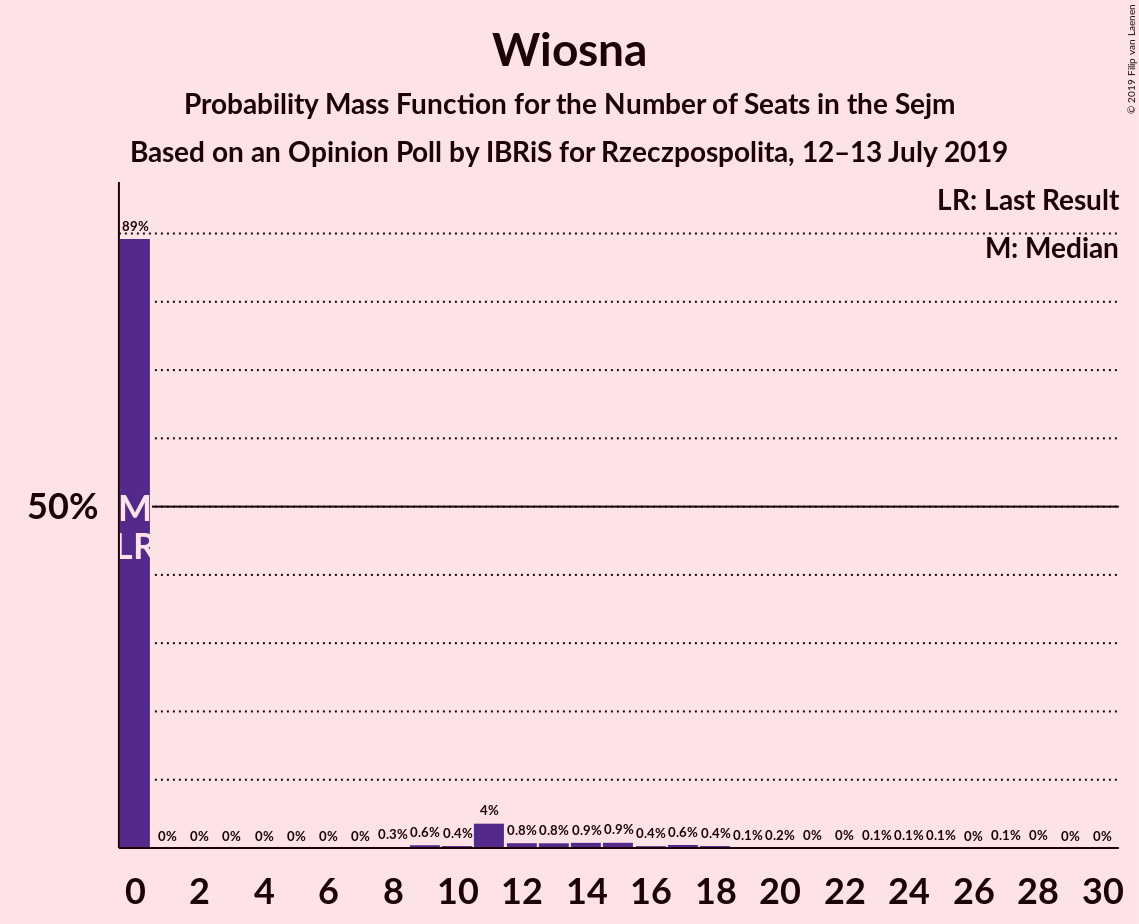 Wiosna
Probability Mass Function for the Number of Seats in the Sejm
Based on an Opinion Poll by IBRiS for Rzeczpospolita, 12–13 July 2019
© 2019 Filip van Laenen
LR: Last Result
M: Median
89%
50%
M
LR
0% 0% 0% 0% 0% 0% 0% 0.3% 0.6% 0.4% 4% 0.8% 0.8% 0.9% 0.9% 0.4% 0.6% 0.4% 0.1% 0.2% 0% 0% 0.1% 0.1% 0.1% 0% 0.1% 0% 0% 0%
0 2 4 6 8 10 12 14 16 18 20 22 24 26 28 30